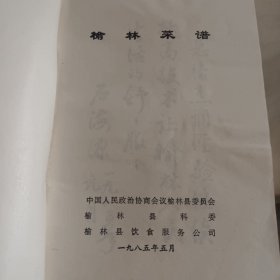 榆林菜谱
中国人民政治协商会议榆林县委员会
榆林县科委
榆林县饮食服务公司
一九八五年五月